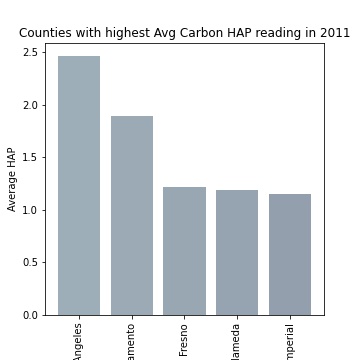 Counties with highest Avg Carbon HAP reading in 2011
2.5
2.0
1.5
1.0
0.5
0.0
Average HAP
Angeles
amento
Fresno
lameda
mperial